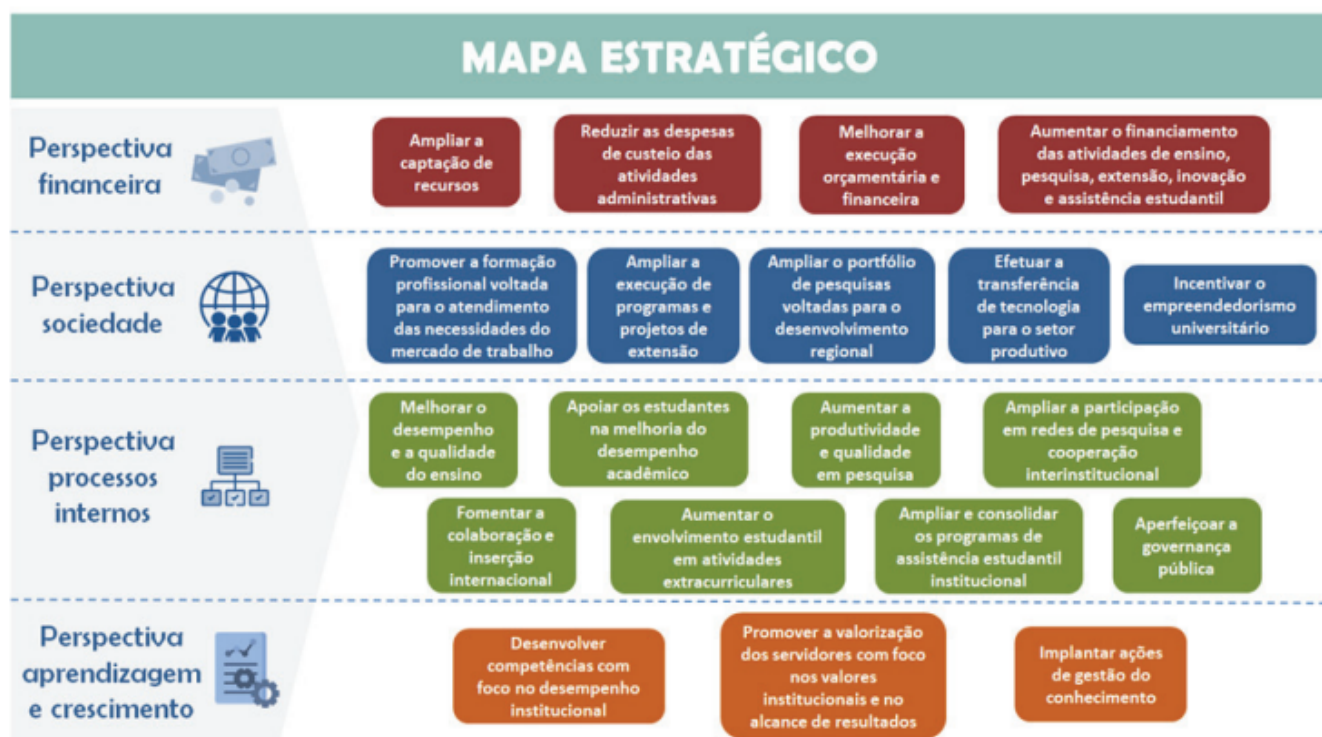 MAPA ESTRATÉGICO
Perspectiva
financeira
Ampliar a
captação de
recursos
Reduzir as despesas
de custeio das
atividades
administrativas
Melhorar a
execução
orçamentária e
financeira
Aumentar o financiamento
das atividades de ensino,
pesquisa, extensão, inovação
e assistência estudantil
Perspectiva
sociedade
Promover a formação
profissional voltada
para o atendimento
das necessidades do
mercado de trabalho
Ampliar a
execução de
programas e
projetos de
extensão
Ampliar o portfólio
de pesquisas
voltadas para o
desenvolvimento
regional
Efetuar a
transferência
de tecnologia
para o setor
produtivo
Incentivar o
empreendedorismo
universitário
Perspectiva
processos
internos
Melhorar o
desempenho
e a qualidade
do ensino
Apoiar os estudantes
na melhoria do
desempenho
acadêmico
Aumentar a
produtividade
e qualidade
em pesquisa
Ampliar a participação
em redes de pesquisa e
cooperação
interinstitucional
Fomentar a
colaboração e
inserção
internacional
Aumentar o
envolvimento estudantil
em atividades
extracurriculares
Ampliar e consolidar
os programas de
assistência estudantil
institucional
Aperfeiçoar a
governança
pública
Perspectiva
aprendizagem
e crescimento
Desenvolver
competências com
foco no desempenho
institucional
Promover a valorização
dos servidores com foco
nos valores
institucionais e no
alcance de resultados
Implantar ações
de gestão do
conhecimento